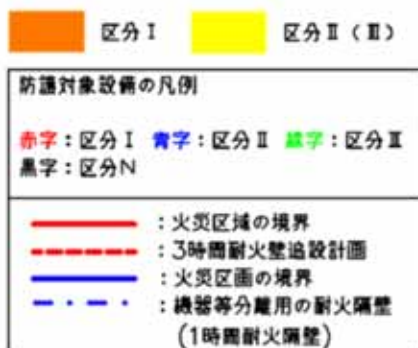 区分Ⅰ 区分Ⅱ(Ⅲ)
防護対象設備の凡例
赤字:区分Ⅰ 青字:区分Ⅱ 緑字:区分Ⅲ
黒字:区分N
:火災区域の境界
:3時間耐火壁追設計画
:火災区画の境界
:機器等分離用の耐火隔壁
(1時間耐火隔壁)